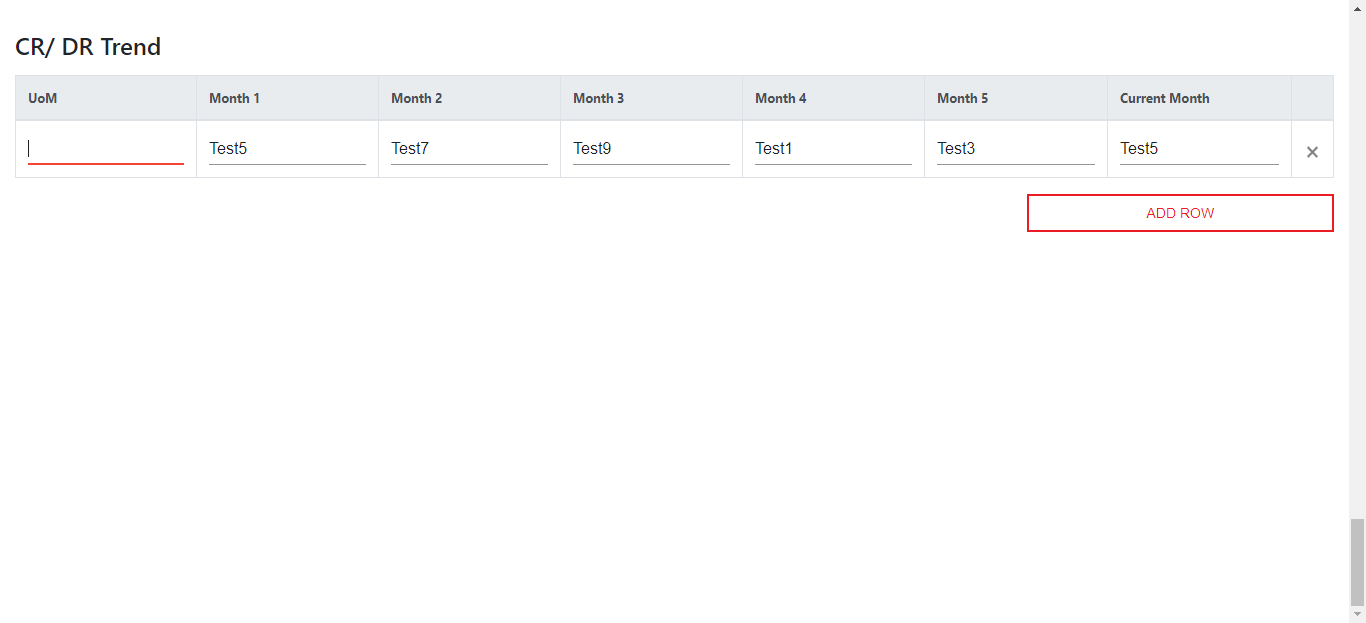 CR/ DR Trend
UoM Month 1 Month 2 Month 3 Month 4 Month 5 Current Month
Test5 Test7 Test9 Test1 Test3 Test5
ADD ROW